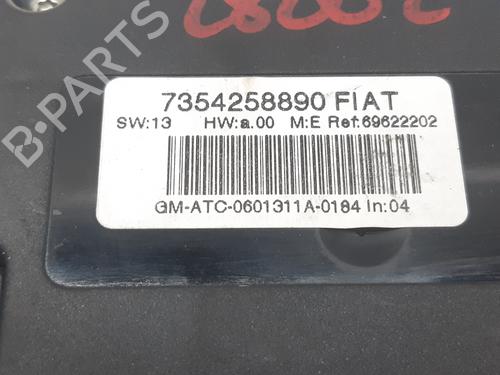 B-PARTS
7354258890 FIAT
SW:13 HW:a.00 M:E Ref:69622202
GM-ATC-0601311A-0184 In:04